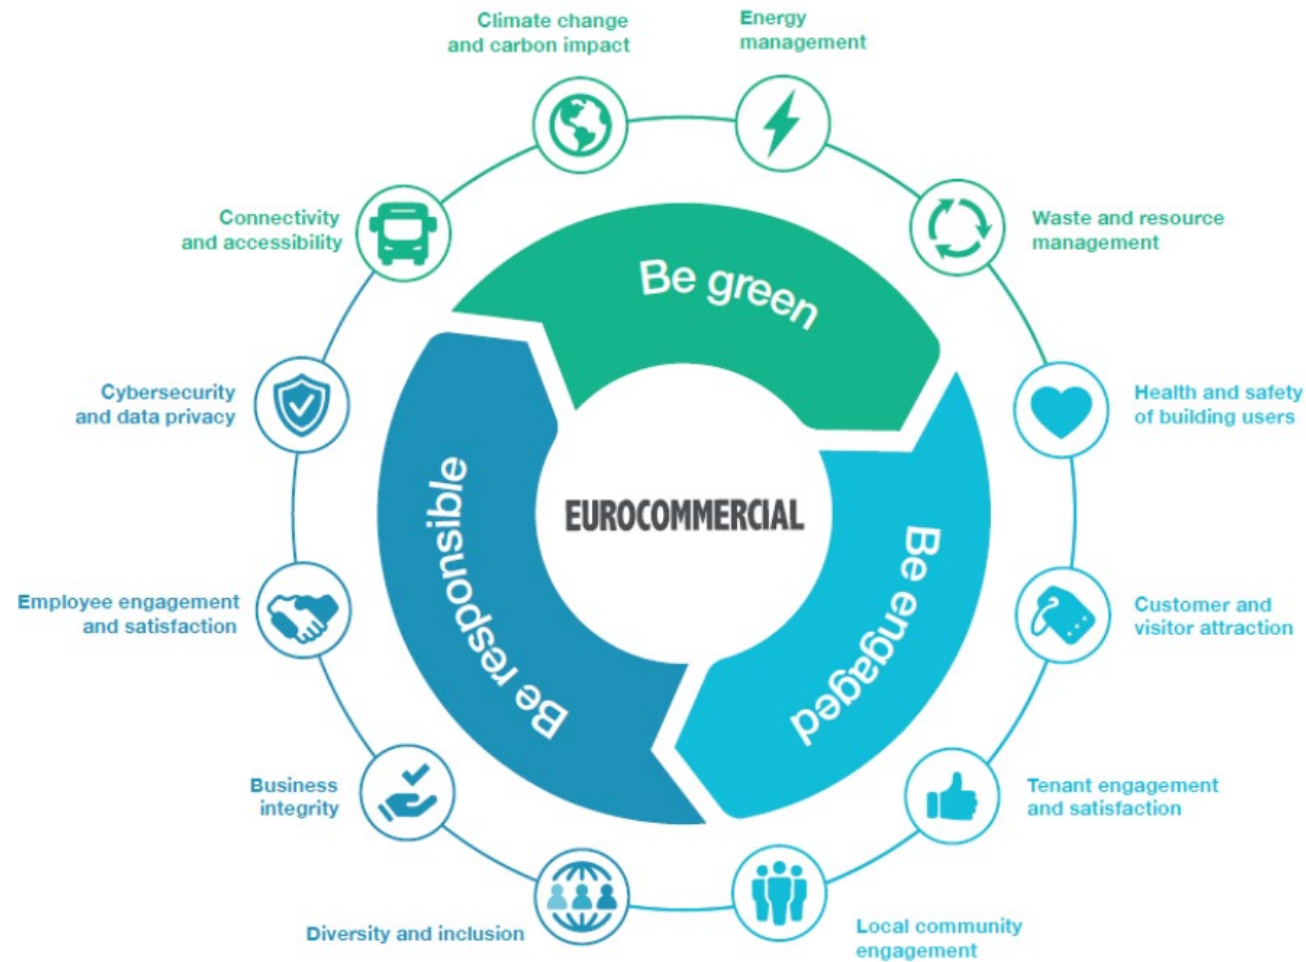 Climate change
and carbon impact
Energy
management
Connectivity
and accessibility
Waste and resource
management
Be green
Cybersecurity
and data privacy
Health and safety
of building users
Be responsible
EUROCOMMERCIAL
Be engaged
Employee engagement
and satisfaction
Customer and
visitor attraction
Business
integrity
Tenant engagement
and satisfaction
Diversity and inclusion
Local community
engagement